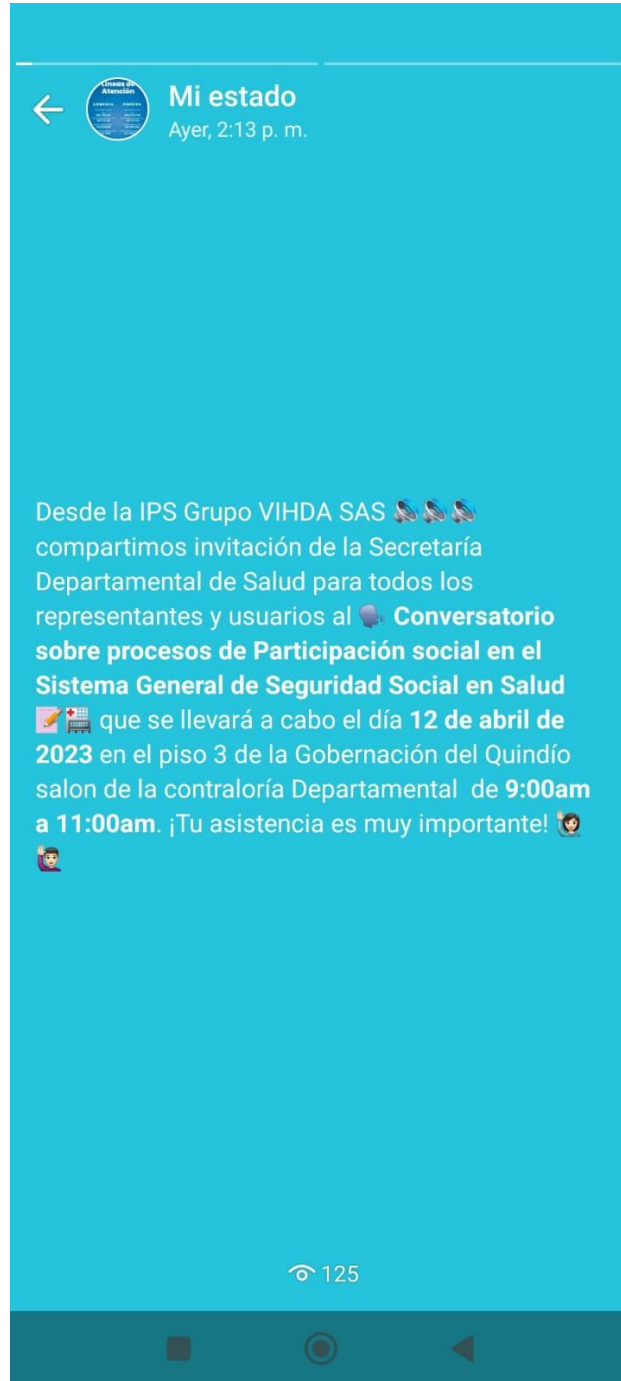 Mi estado
Ayer, 2:13 p. m.
Líneas de
Atención
Desde la IPS Grupo VIHDA SAS 🔊🔊🔊
compartimos invitación de la Secretaría
Departamental de Salud para todos los
representantes y usuarios al 🗣️ Conversatorio
sobre procesos de Participación social en el
Sistema General de Seguridad Social en Salud
📝🏥 que se llevará a cabo el día 12 de abril de
2023 en el piso 3 de la Gobernación del Quindío
salon de la contraloría Departamental de 9:00am
a 11:00am. ¡Tu asistencia es muy importante! 🙋🏻‍♀️
🙋🏻‍♂️
125